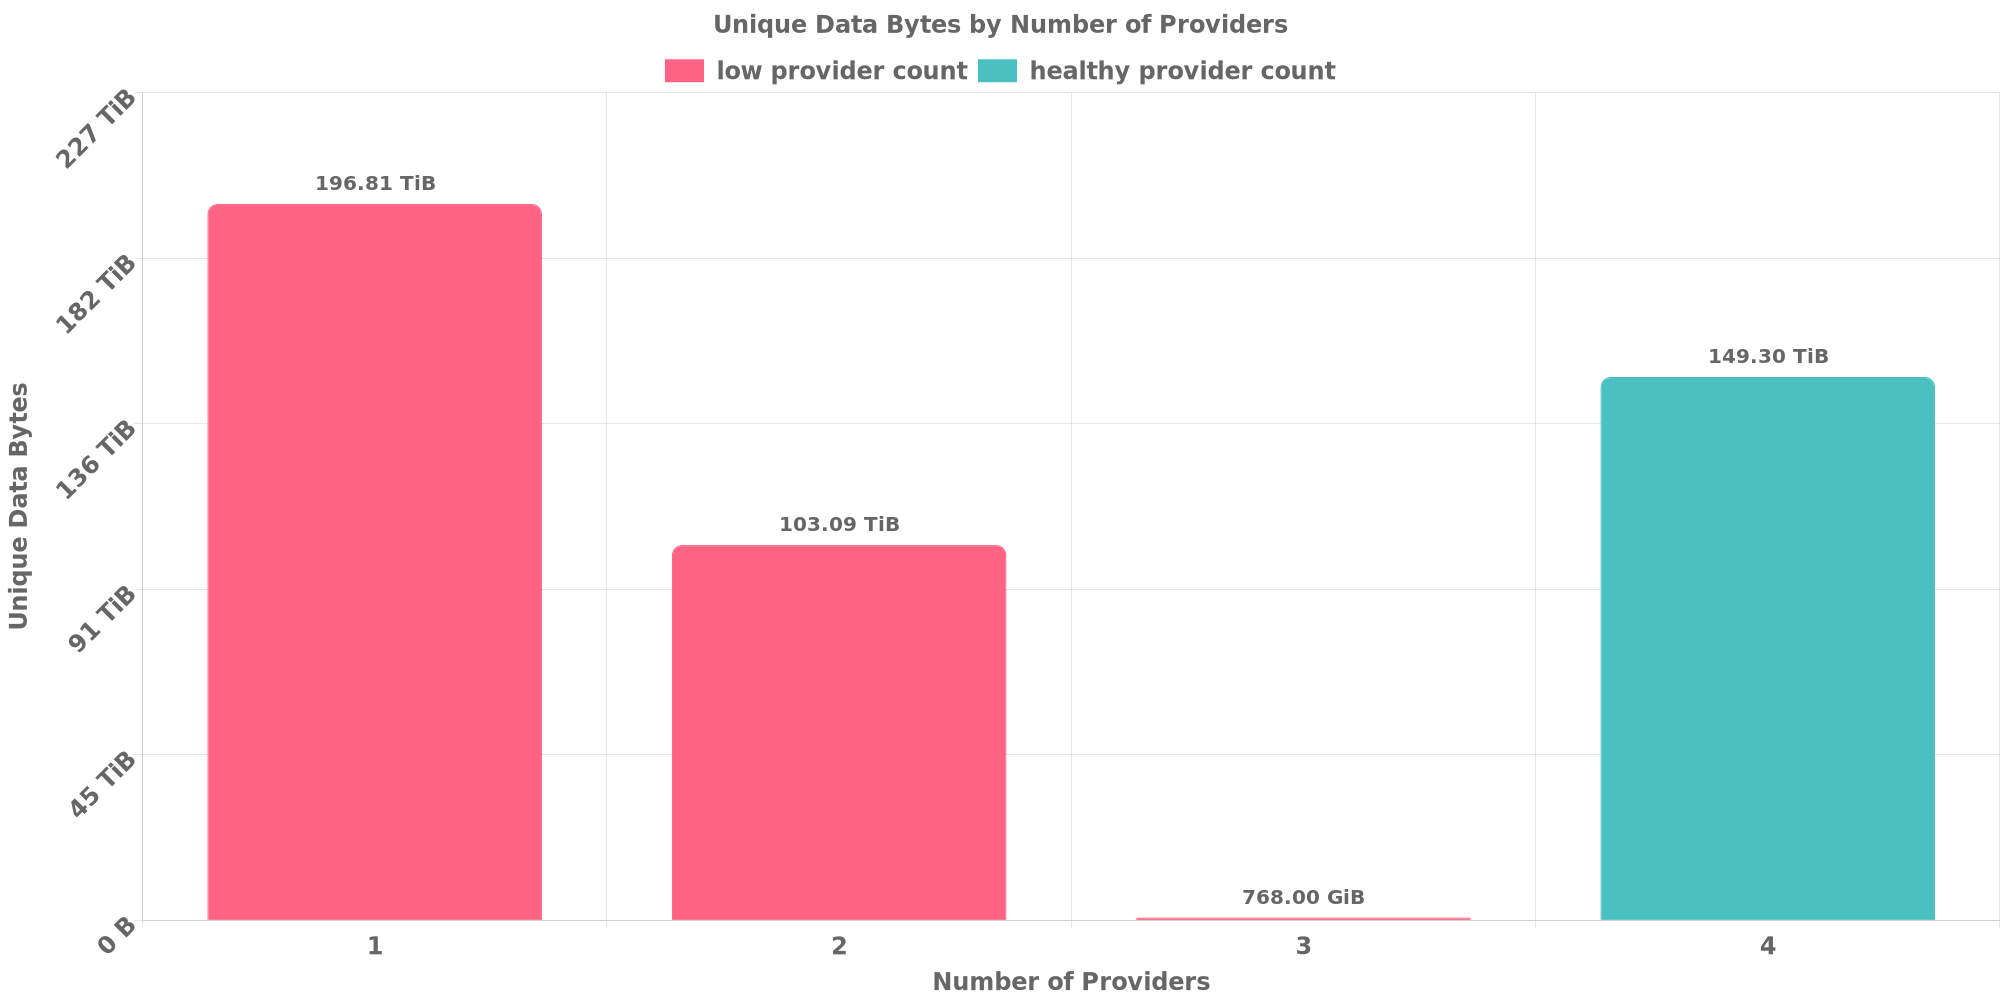 Unique Data Bytes by Number of Providers
low provider count
healthy provider count
227 TiB
182 TiB
136 TiB
91 TiB
45 TiB
0 B
Unique Data Bytes
196.81 TiB
103.09 TiB
768.00 GiB
149.30 TiB
1
2
3
4
Number of Providers